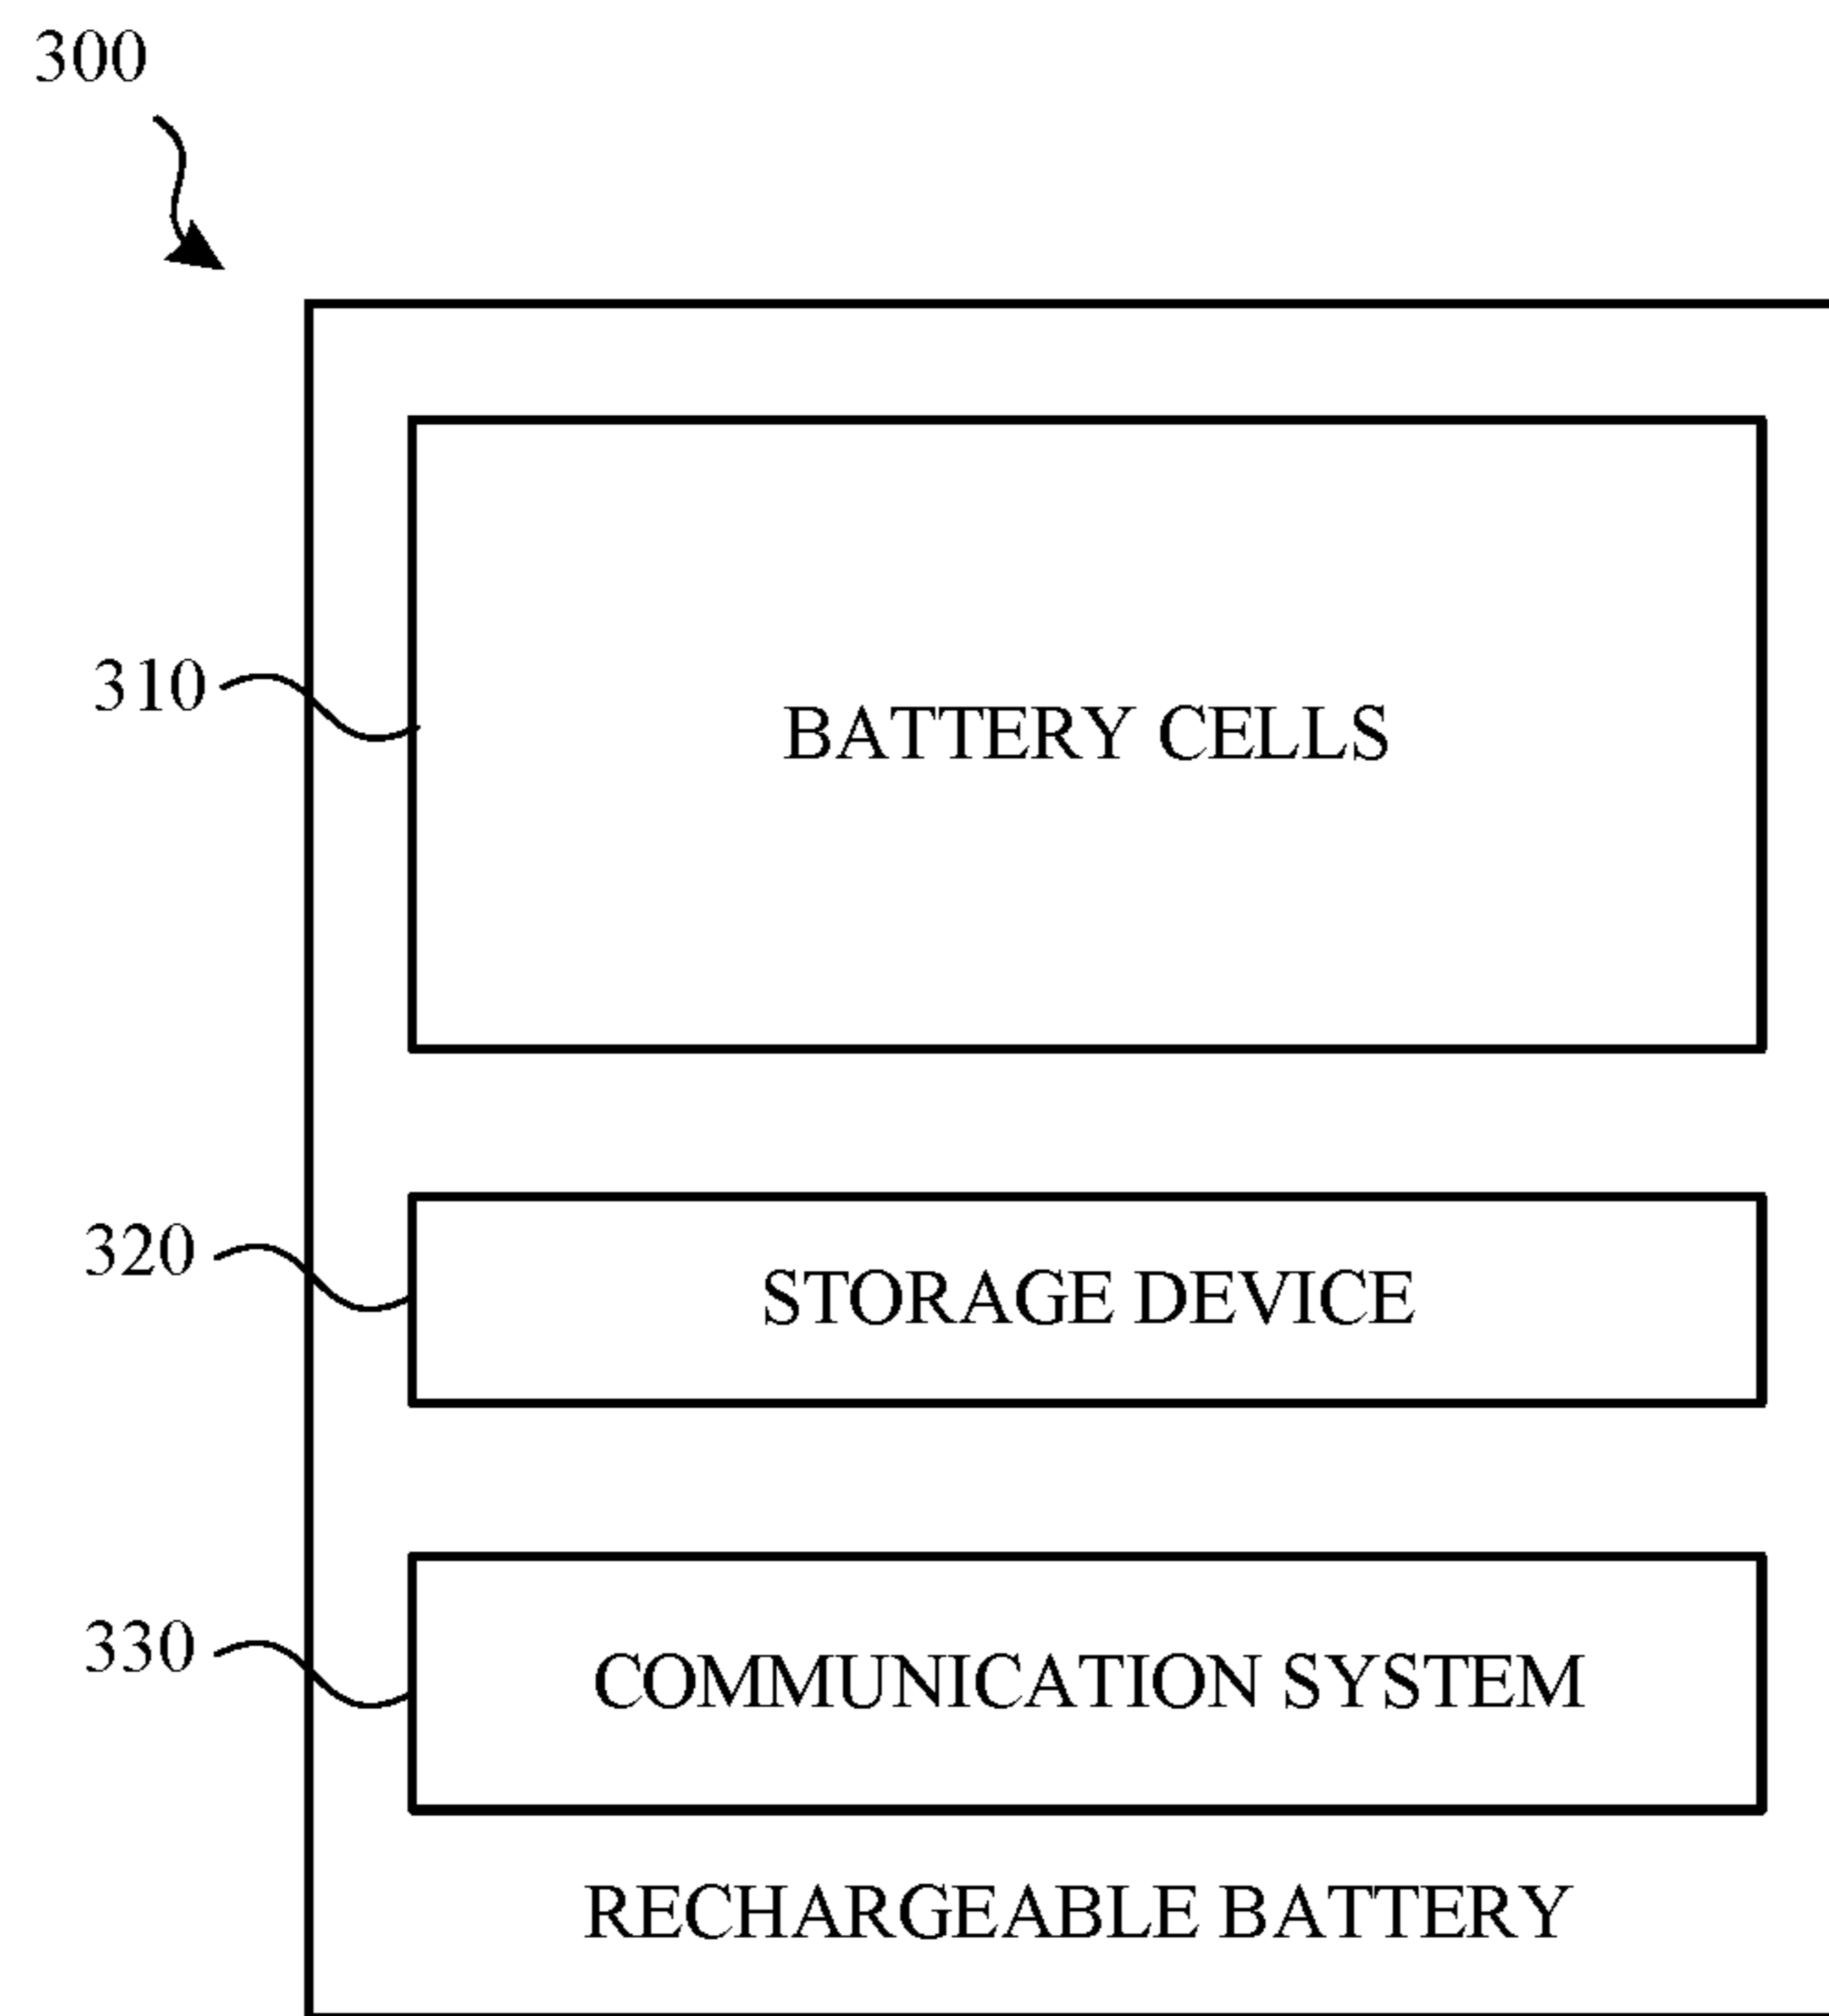 300
310
BATTERY CELLS
320
STORAGE DEVICE
330
COMMUNICATION SYSTEM
RECHARGEABLE BATTERY